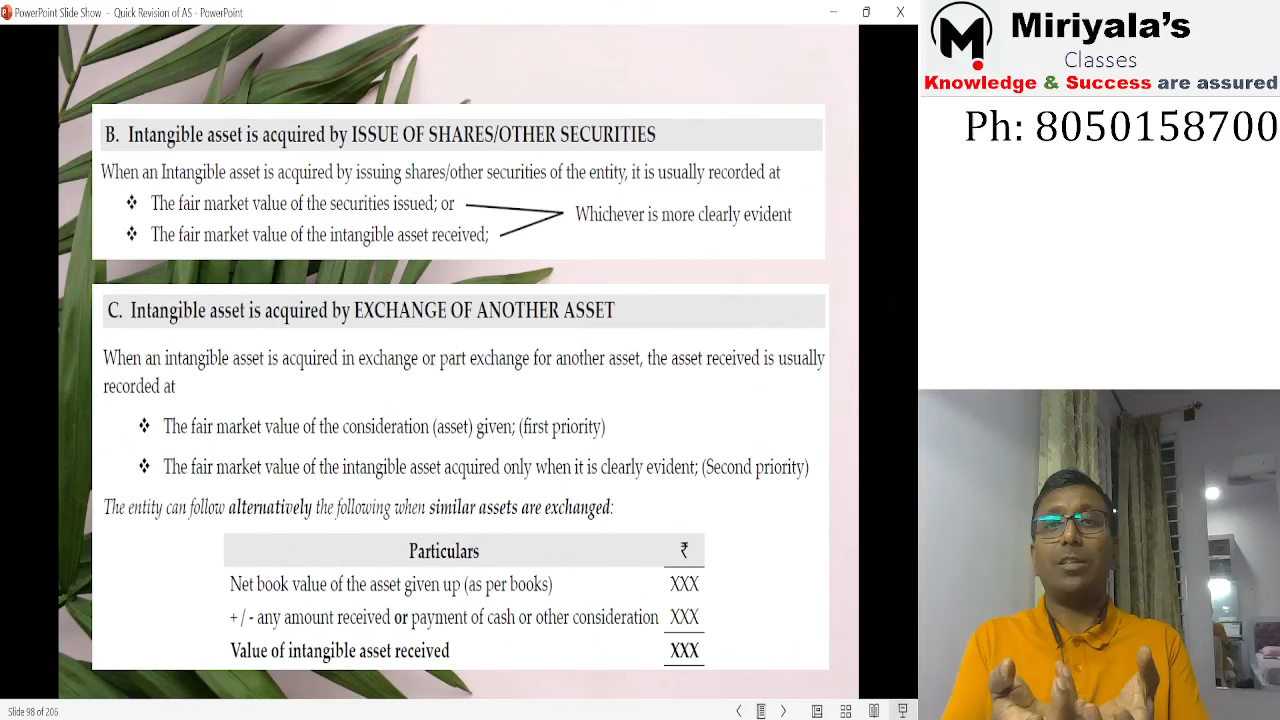 PowerPoint Slide Show - Quick Revision of AS - PowerPoint
Miriyala's
Classes
Knowledge & Success are assured
Ph: 8050158700
B. Intangible asset is acquired by ISSUE OF SHARES/OTHER SECURITIES
When an Intangible asset is acquired by issuing shares/other securities of the entity, it is usually recorded at
❖ The fair market value of the securities issued; or
Whichever is more clearly evident
❖ The fair market value of the intangible asset received;
C. Intangible asset is acquired by EXCHANGE OF ANOTHER ASSET
When an intangible asset is acquired in exchange or part exchange for another asset, the asset received is usually
recorded at
❖ The fair market value of the consideration (asset) given; (first priority)
❖ The fair market value of the intangible asset acquired only when it is clearly evident; (Second priority)
The entity can follow alternatively the following when similar assets are exchanged:
Particulars ₹
Net book value of the asset given up (as per books) XXX
+ / - any amount received or payment of cash or other consideration XXX
Value of intangible asset received XXX
Slide 98 of 206